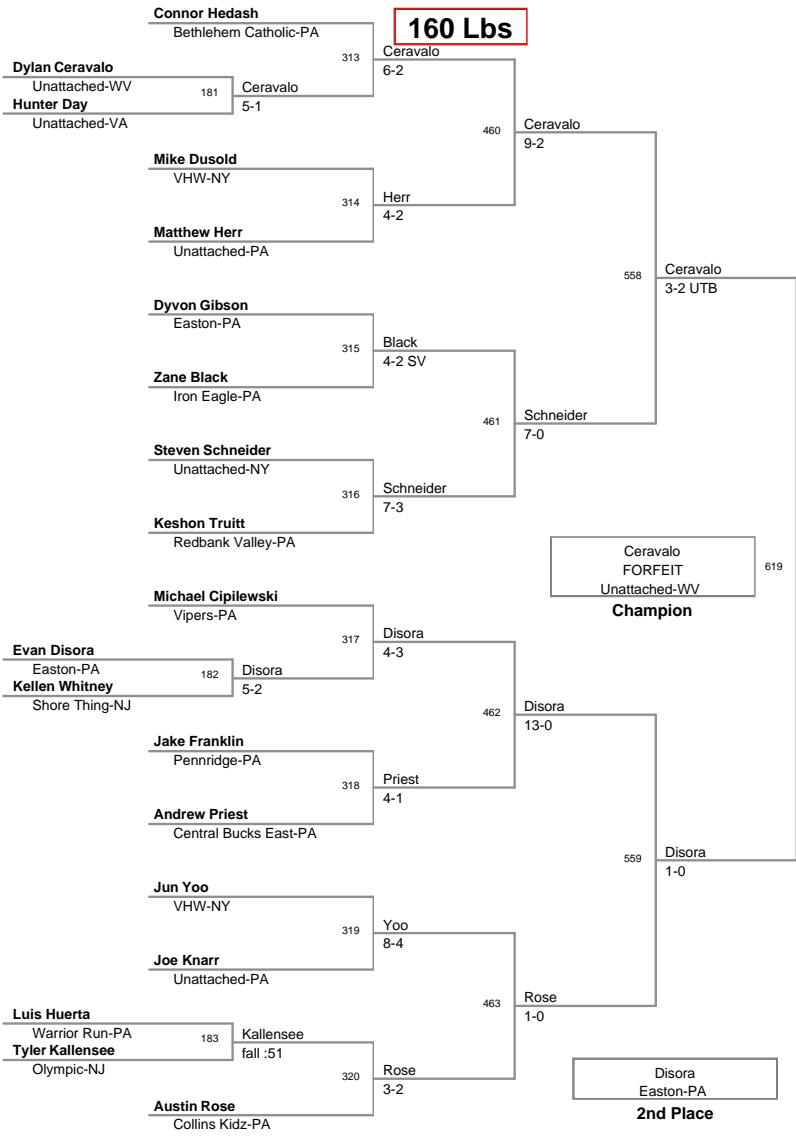 160 Lbs
Connor Hedash
Bethlehem Catholic-PA
313
Ceravalo
6-2
Dylan Ceravalo
Unattached-WV
181
Ceravalo
5-1
Hunter Day
Unattached-VA
460
Ceravalo
9-2
Mike Dusold
VHW-NY
314
Herr
4-2
Matthew Herr
Unattached-PA
558
Ceravalo
3-2 UTB
Dyvon Gibson
Easton-PA
315
Black
4-2 SV
Zane Black
Iron Eagle-PA
461
Schneider
7-0
Steven Schneider
Unattached-NY
316
Schneider
7-3
Keshon Truitt
Redbank Valley-PA
Ceravalo
FORFEIT
Unattached-WV
619
Champion
Michael Cipilewski
Vipers-PA
317
Disora
4-3
Evan Disora
Easton-PA
182
Disora
5-2
Kellen Whitney
Shore Thing-NJ
462
Disora
13-0
Jake Franklin
Pennridge-PA
318
Priest
4-1
Andrew Priest
Central Bucks East-PA
559
Disora
1-0
Jun Yoo
VHW-NY
319
Yoo
8-4
Joe Knarr
Unattached-PA
463
Rose
1-0
Luis Huerta
Warrior Run-PA
183
Kallensee
fall :51
Tyler Kallensee
Olympic-NJ
320
Rose
3-2
Austin Rose
Collins Kidz-PA
Disora
Easton-PA
2nd Place